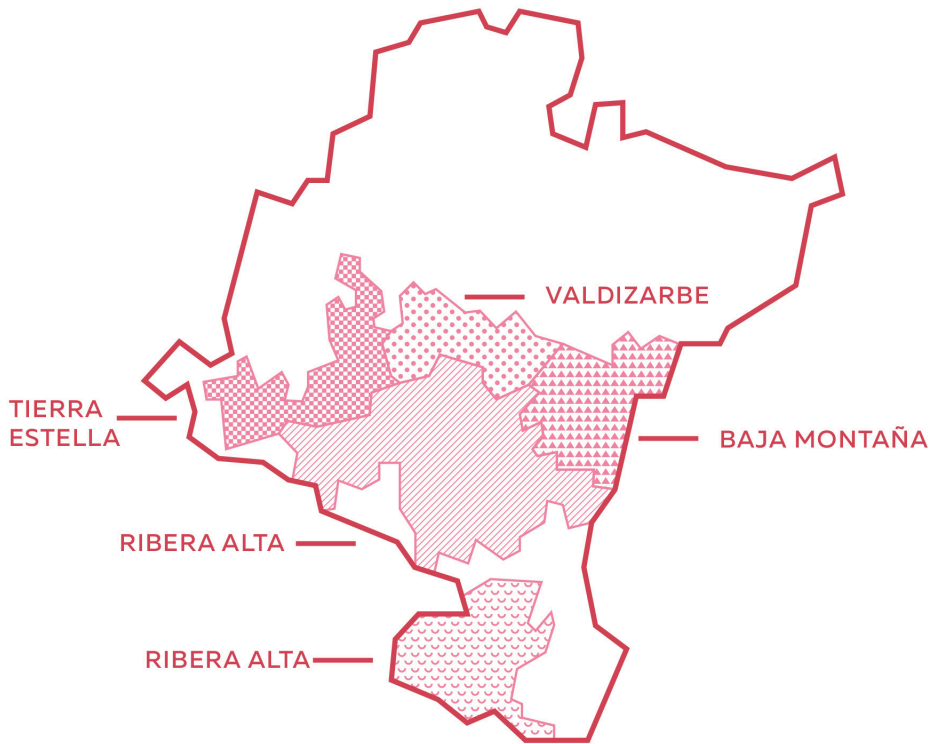 VALDIZARBE
TIERRA
ESTELLA
BAJA MONTAÑA
RIBERA ALTA
RIBERA ALTA